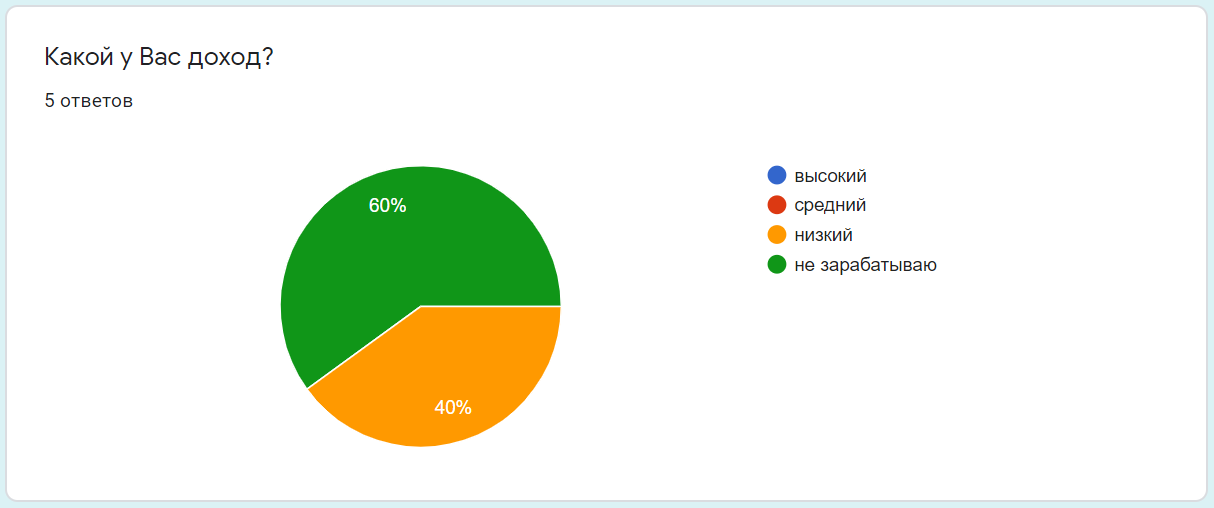 Какой у Вас доход?
5 ответов
60%
40%
высокий
средний
низкий
не зарабатываю